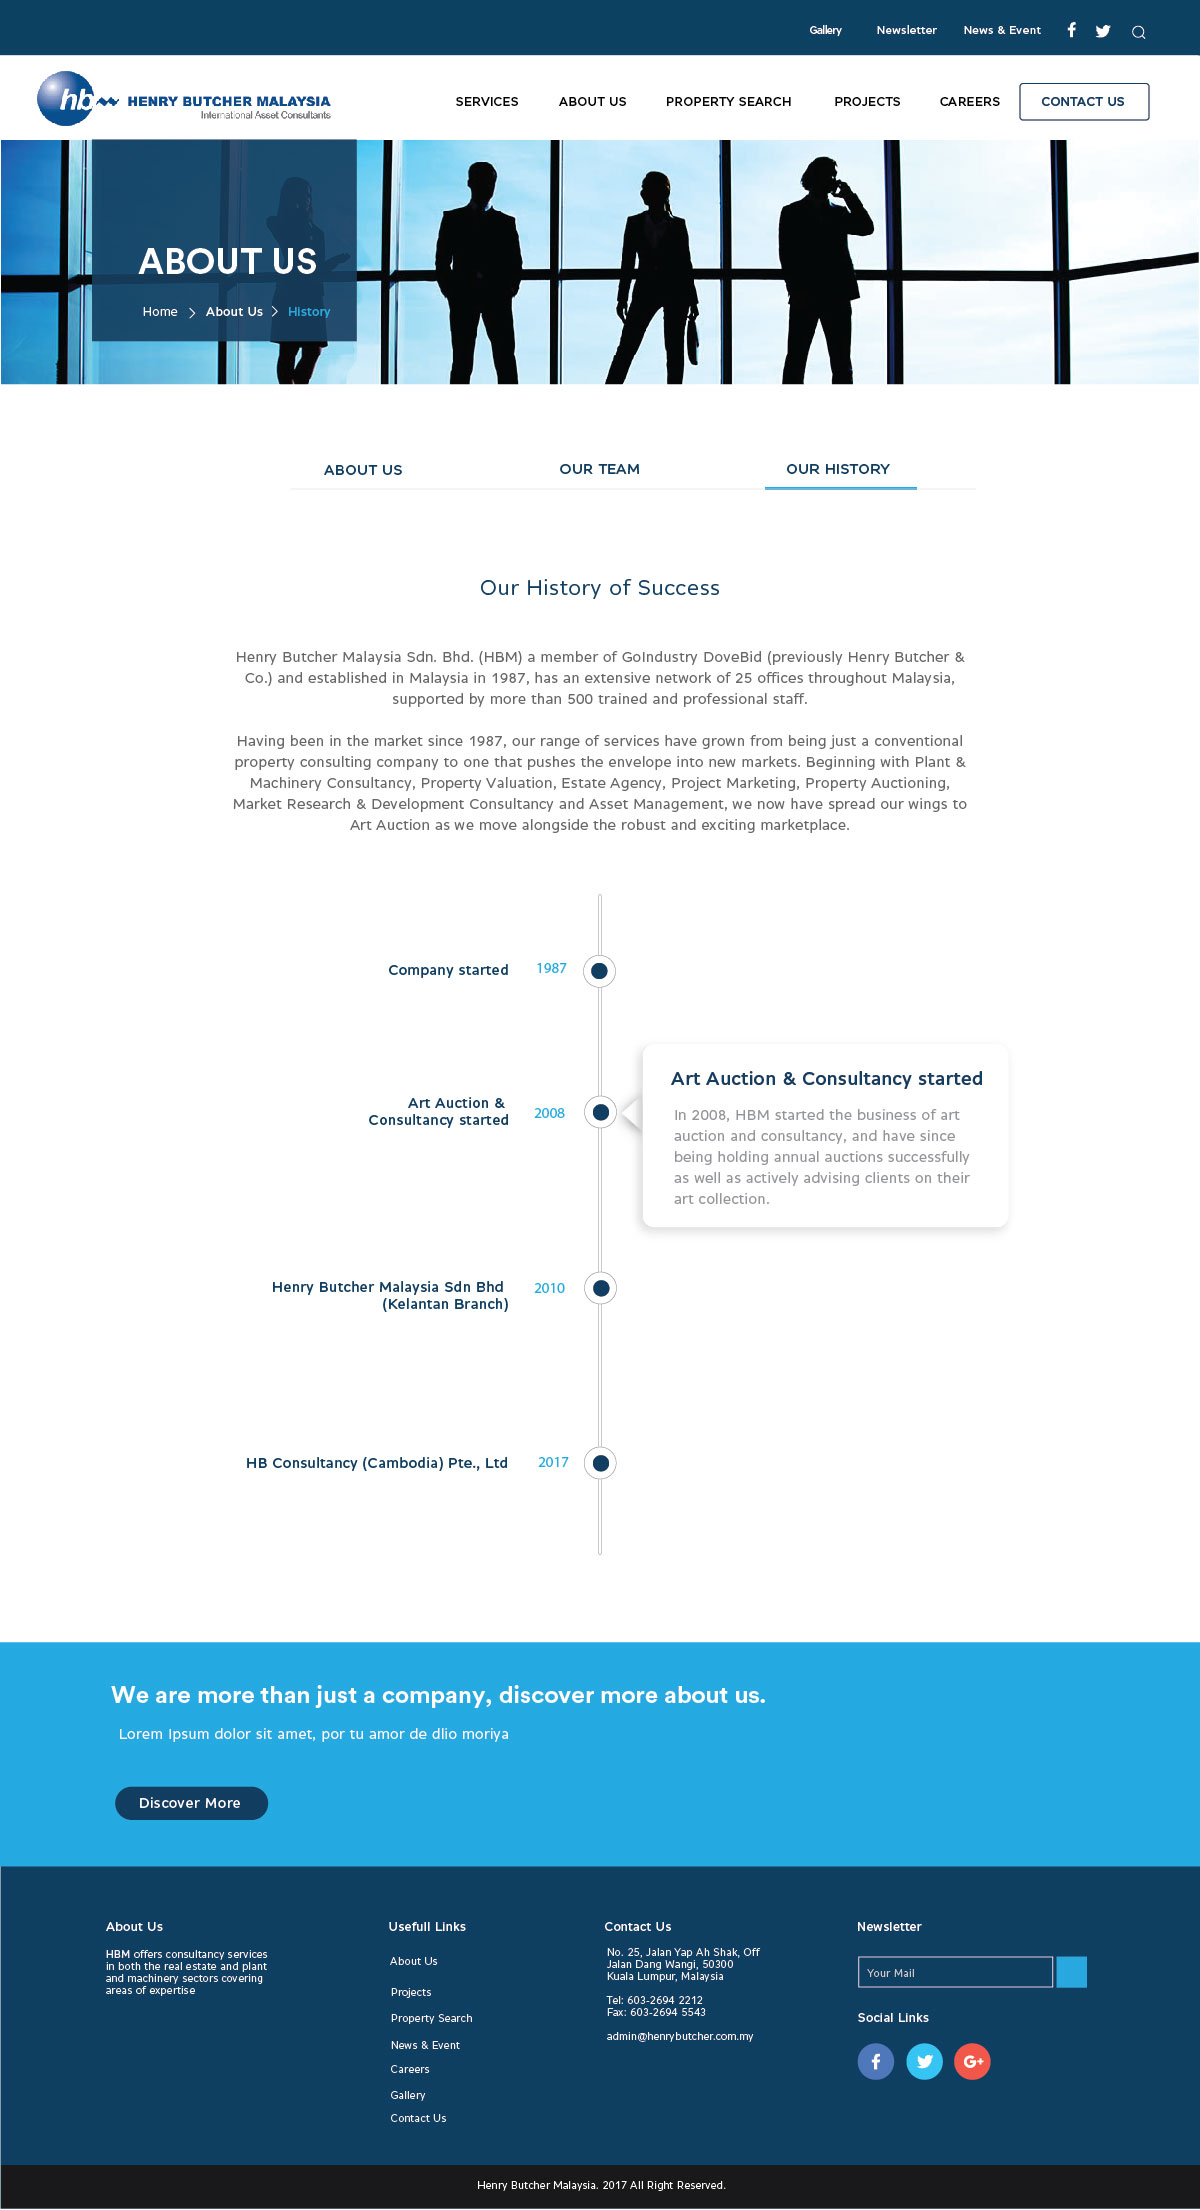 Gallery
Newsletter
News & Event
hb
HENRY BUTCHER MALAYSIA
International Asset Consultants
SERVICES
ABOUT US
PROPERTY SEARCH
PROJECTS
CAREERS
CONTACT US
ABOUT US
Home > About Us > History
ABOUT US
OUR TEAM
OUR HISTORY
Our History of Success
Henry Butcher Malaysia Sdn. Bhd. (HBM) a member of GoIndustry DoveBid (previously Henry Butcher &
Co.) and established in Malaysia in 1987, has an extensive network of 25 offices throughout Malaysia,
supported by more than 500 trained and professional staff.
Having been in the market since 1987, our range of services have grown from being just a conventional
property consulting company to one that pushes the envelope into new markets. Beginning with Plant &
Machinery Consultancy, Property Valuation, Estate Agency, Project Marketing, Property Auctioning,
Market Research & Development Consultancy and Asset Management, we now have spread our wings to
Art Auction as we move alongside the robust and exciting marketplace.
Company started
1987
Art Auction &
Consultancy started
2008
Art Auction & Consultancy started
In 2008, HBM started the business of art
auction and consultancy, and have since
being holding annual auctions successfully
as well as actively advising clients on their
art collection.
Henry Butcher Malaysia Sdn Bhd
(Kelantan Branch)
2010
HB Consultancy (Cambodia) Pte., Ltd
2017
We are more than just a company, discover more about us.
Lorem Ipsum dolor sit amet, por tu amor de dlio moriya
Discover More
About Us
HBM offers consultancy services
in both the real estate and plant
and machinery sectors covering
areas of expertise
Usefull Links
About Us
Projects
Property Search
News & Event
Careers
Gallery
Contact Us
Contact Us
No. 25, Jalan Yap Ah Shak, Off
Jalan Dang Wangi, 50300
Kuala Lumpur, Malaysia
Tel: 603-2694 2212
Fax: 603-2694 5543
admin@henrybutcher.com.my
Newsletter
Your Mail
Social Links
Henry Butcher Malaysia. 2017 All Right Reserved.